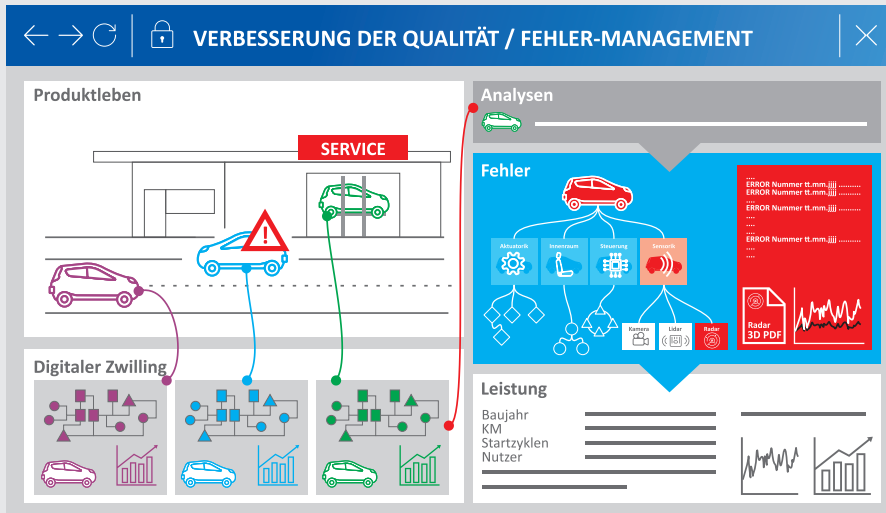 VERBESSERUNG DER QUALITÄT / FEHLER-MANAGEMENT
Produktleben
SERVICE
!
Digitaler Zwilling
Analysen
Fehler
Aktuatorik
Innenraum
Steuerung
Sensorik
Kamera
Lidar
Radar
....
ERROR Nummer tt.mm.jjjj ..........
ERROR Nummer tt.mm.jjjj ..........
....
ERROR Nummer tt.mm.jjjj ..........
....
....
....
ERROR Nummer tt.mm.jjjj ..........
....
....
Radar
3D PDF
Leistung
Baujahr
KM
Startzyklen
Nutzer